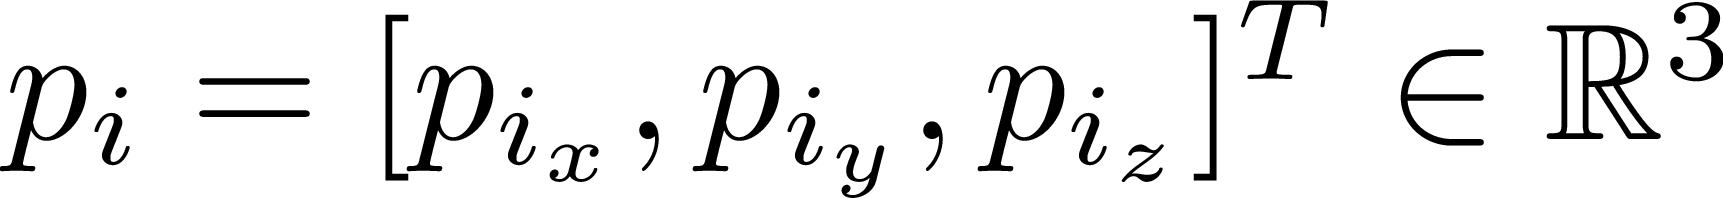 $p_i = [p_{i_x}, p_{i_y}, p_{i_z}]^T \in \mathbb{R}^3$